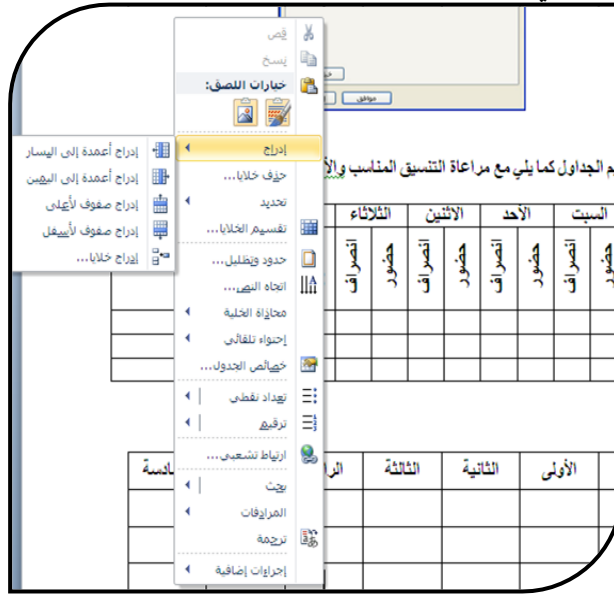 قص
نسخ
خيارات اللصق:
إدراج
حذف خلايا...
تحديد
تقسيم الخلايا...
حدود وتظليل...
اتجاه النص...
محاذاة الخلية
إحتواء تلقائي
خصائص الجدول...
تعداد نقطي
ترقيم
ارتباط تشعبي...
بحث
المرادفات
ترجمة
إجراءات إضافية
إدراج أعمدة إلى اليسار
إدراج أعمدة إلى اليمين
إدراج صفوف لأعلى
إدراج صفوف لأسفل
إدراج خلايا...
موافق
الجداول كما يلي مع مراعاة التنسيق المناسب
السبت الأحد الاثنين الثلاثاء
حضور انصراف حضور انصراف حضور انصراف حضور انصراف
الأولى الثانية الثالثة